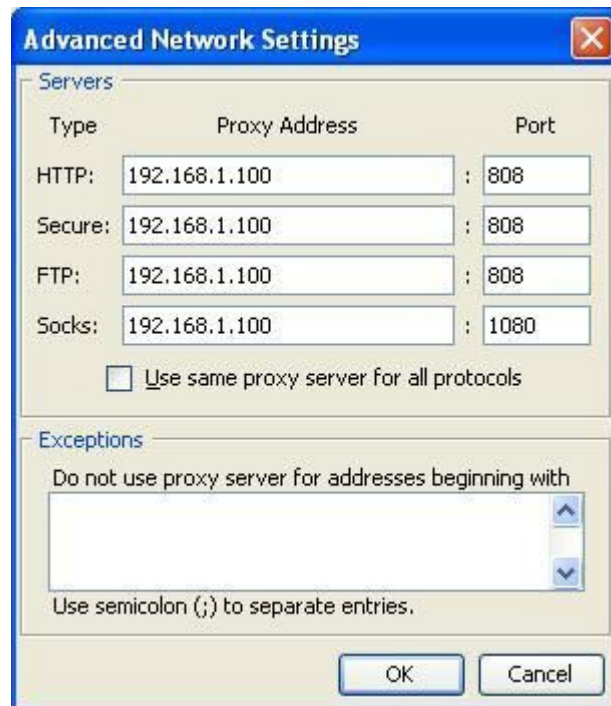 Advanced Network Settings
Servers
Type Proxy Address Port
HTTP: 192.168.1.100 : 808
Secure: 192.168.1.100 : 808
FTP: 192.168.1.100 : 808
Socks: 192.168.1.100 : 1080
Use same proxy server for all protocols
Exceptions
Do not use proxy server for addresses beginning with
Use semicolon (;) to separate entries.
OK Cancel